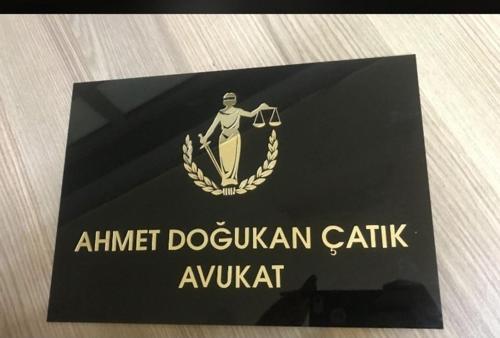 AHMET DOĞUKAN ÇATIK
AVUKAT